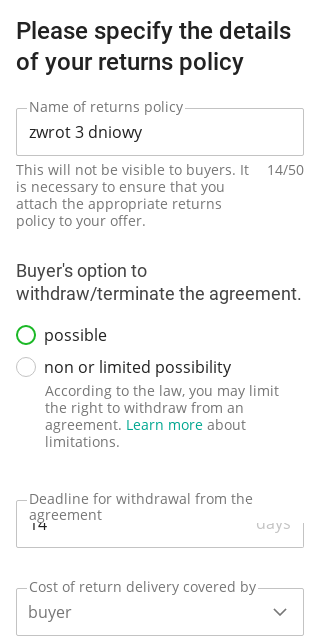 Please specify the details
of your returns policy
Name of returns policy
zwrot 3 dniowy
This will not be visible to buyers. It 14/50
is necessary to ensure that you
attach the appropriate returns
policy to your offer.
Buyer's option to
withdraw/terminate the agreement.
possible
non or limited possibility
According to the law, you may limit
the right to withdraw from an
agreement. Learn more about
limitations.
Deadline for withdrawal from the
agreement
14 days
Cost of return delivery covered by
buyer